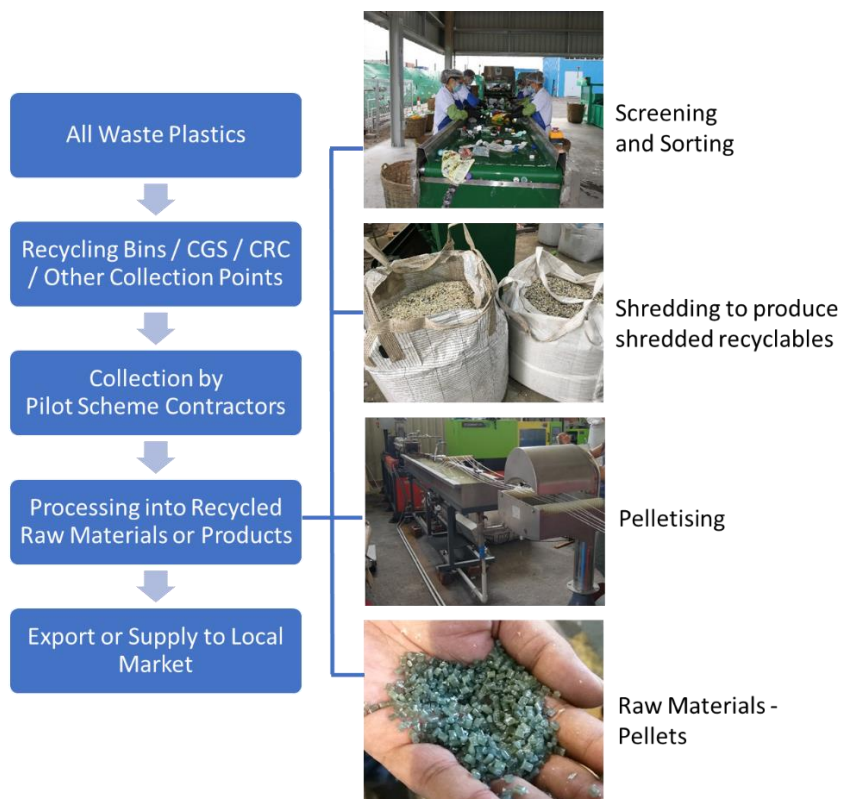 All Waste Plastics
Recycling Bins / CGS / CRC
/ Other Collection Points
Collection by
Pilot Scheme Contractors
Processing into Recycled
Raw Materials or Products
Export or Supply to Local
Market
Screening
and Sorting
Shredding to produce
shredded recyclables
Pelletising
Raw Materials -
Pellets